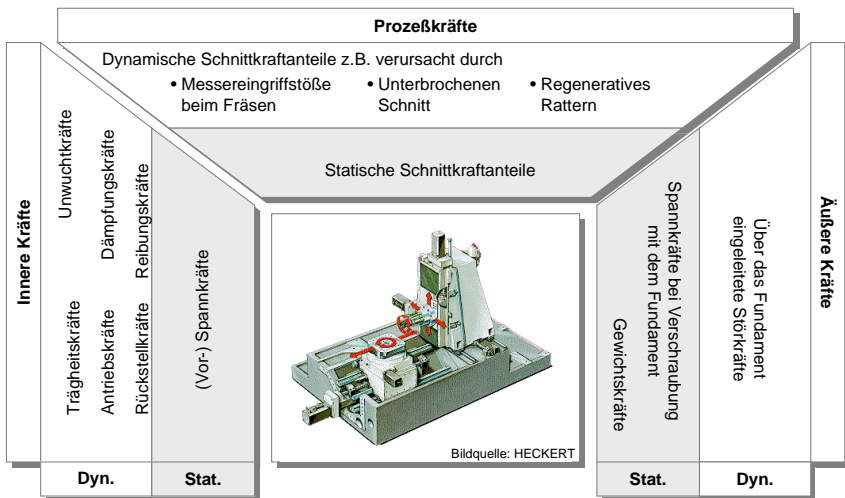 Prozeßkräfte
Dynamische Schnittkraftanteile z.B. verursacht durch
• Messereingriffstöße
beim Fräsen
• Unterbrochenen
Schnitt
• Regeneratives
Rattern
Statische Schnittkraftanteile
Innere Kräfte
Unwuchtkräfte
Trägheitskräfte
Dämpfungskräfte
Antriebskräfte
Reibungskräfte
Rückstellkräfte
(Vor-) Spannkräfte
Dyn.
Stat.
Bildquelle: HECKERT
Spannkräfte bei Verschraubung
mit dem Fundament
Gewichtskräfte
Über das Fundament
eingeleitete Störkräfte
Äußere Kräfte
Stat.
Dyn.